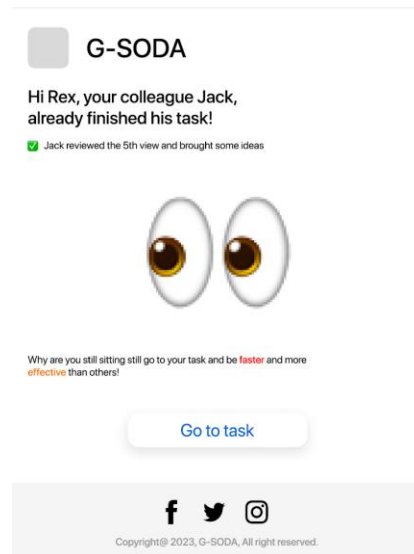 G-SODA
Hi Rex, your colleague Jack,
already finished his task!
Jack reviewed the 5th view and brought some ideas
Why are you still sitting still go to your task and be faster and more
effective than others!
Go to task
Copyright@ 2023, G-SODA, All right reserved.